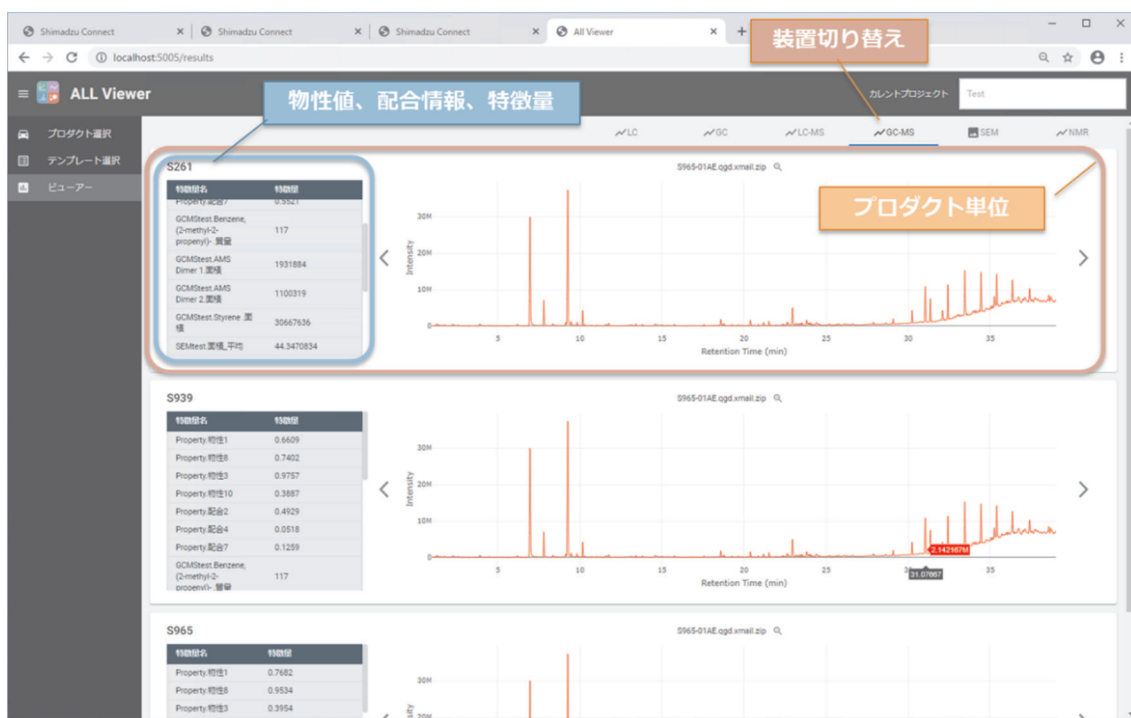 Shimadzu Connect
Shimadzu Connect
Shimadzu Connect
All Viewer
装置切り替え
localhost:5005/results
ALL Viewer
物性値、配合情報、特徴量
カレントプロジェクト
Test
プロダクト選択
テンプレート選択
ビューアー
LC
GC
LC-MS
GC-MS
SEM
NMR
S261
S965-01AE.qgd.xmail.zip
プロダクト単位
特徴量名 特徴量
Property.配合7 0.5521
GCMStest.Benzene, (2-methyl-2-propenyl)-.質量 117
GCMStest.AMS Dimer 1.面積 1931884
GCMStest.AMS Dimer 2.面積 1100319
GCMStest.Styrene.面積 30667636
SEMtest.面積_平均 44.3470834
Intensity
30M
20M
10M
0
5 10 15 20 25 30 35
Retention Time (min)
S939
S965-01AE.qgd.xmail.zip
特徴量名 特徴量
Property.物性1 0.6609
Property.物性8 0.7402
Property.物性3 0.9757
Property.物性10 0.3887
Property.配合2 0.4929
Property.配合4 0.0518
Property.配合7 0.1259
GCMStest.Benzene, (2-methyl-2-propenyl)-.質量 117
Intensity
30M
20M
10M
0
2.142167M
31.07667
5 10 15 20 25 35
Retention Time (min)
S965
S965-01AE.qgd.xmail.zip
特徴量名 特徴量
Property.物性1 0.7682
Property.物性8 0.9534
Property.物性3 0.3954
30M
20M